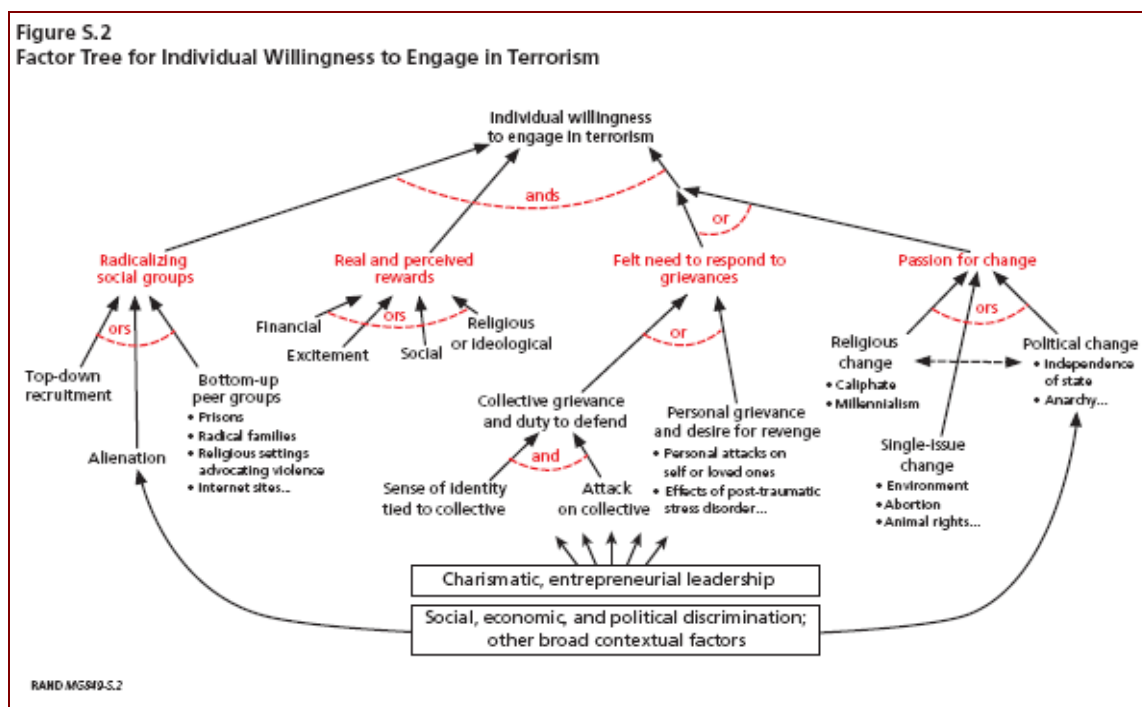 Figure S.2
Factor Tree for Individual Willingness to Engage in Terrorism
Individual willingness
to engage in terrorism
ands
or
Radicalizing
social groups
Real and perceived
rewards
Felt need to respond to
grievances
Passion for change
ors
Top-down
recruitment
Alienation
Bottom-up
peer groups
• Prisons
• Radical families
• Religious settings
advocating violence
• Internet sites...
ors
Financial
Excitement
Social
Religious
or ideological
or
Collective grievance
and duty to defend
and
Sense of identity
tied to collective
Attack
on collective
Personal grievance
and desire for revenge
• Personal attacks on
self or loved ones
• Effects of post-traumatic
stress disorder...
ors
Religious
change
• Caliphate
• Millennialism
Single-issue
change
• Environment
• Abortion
• Animal rights...
Political change
• Independence
of state
• Anarchy...
Charismatic, entrepreneurial leadership
Social, economic, and political discrimination;
other broad contextual factors
RAND MG849-S.2